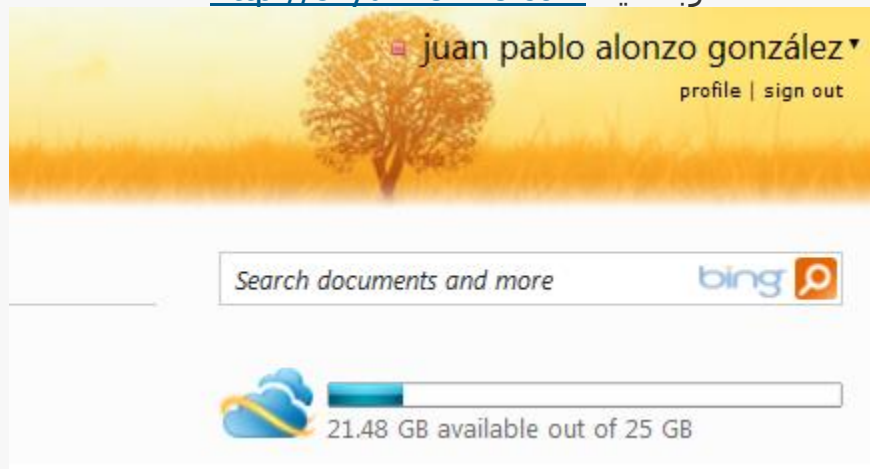 juan pablo alonzo gonzález
profile | sign out
Search documents and more bing
21.48 GB available out of 25 GB